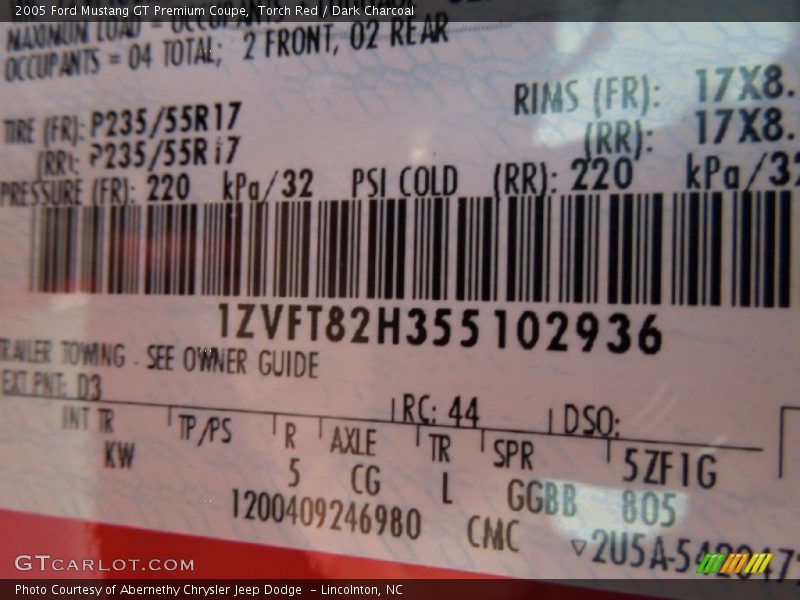 2005 Ford Mustang GT Premium Coupe, Torch Red / Dark Charcoal
MAXIMUM LOAD = OCCUPANTS
OCCUPANTS = 04 TOTAL; 2 FRONT, 02 REAR
TIRE (FR): P235/55R17 RIMS (FR): 17X8.
(RR): P235/55R17 (RR): 17X8.
PRESSURE (FR): 220 kPa/32 PSI COLD (RR): 220 kPa/32
1ZVFT82H355102936
TRAILER TOWING - SEE OWNER GUIDE
EXT PNT: D3 RC: 44 DSO:
INT TR TP/PS R AXLE TR SPR 5ZF1G
KW 5 CG L GGBB 805
1200409246980 CMC ▽2U5A-5420472
GTCARLOT.COM
Photo Courtesy of Abernethy Chrysler Jeep Dodge – Lincolnton, NC